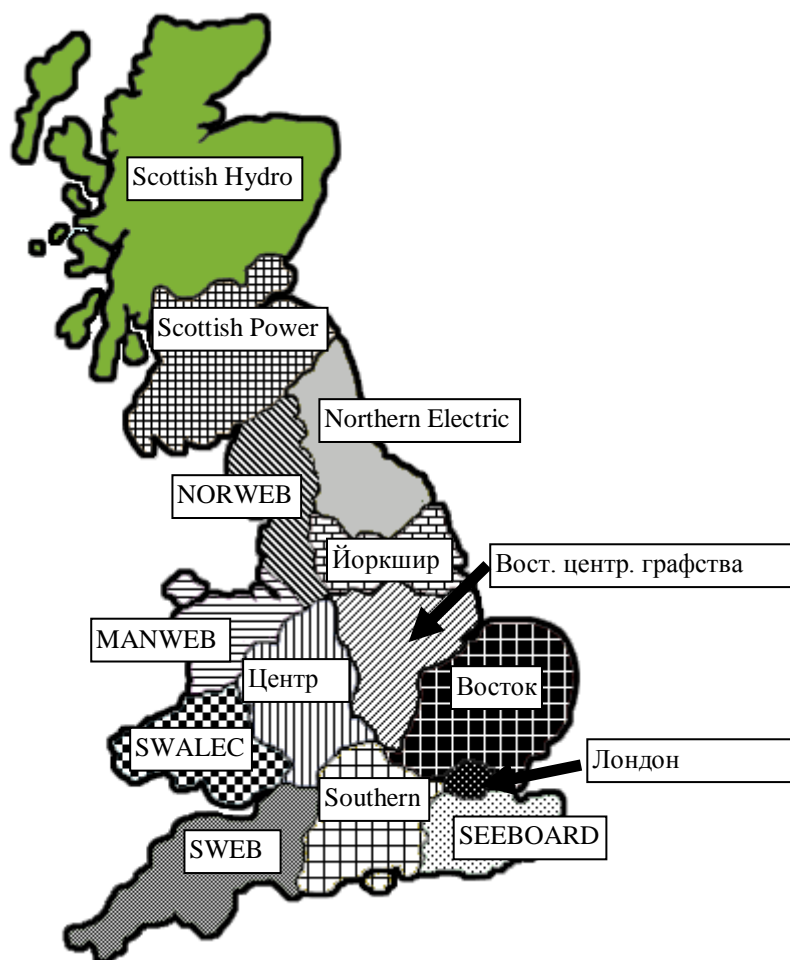 Scottish Hydro
Scottish Power
Northern Electric
NORWEB
Йоркшир
Вост. центр. графства
MANWEB
Центр
Восток
SWALEC
Лондон
Southern
SEEBOARD
SWEB